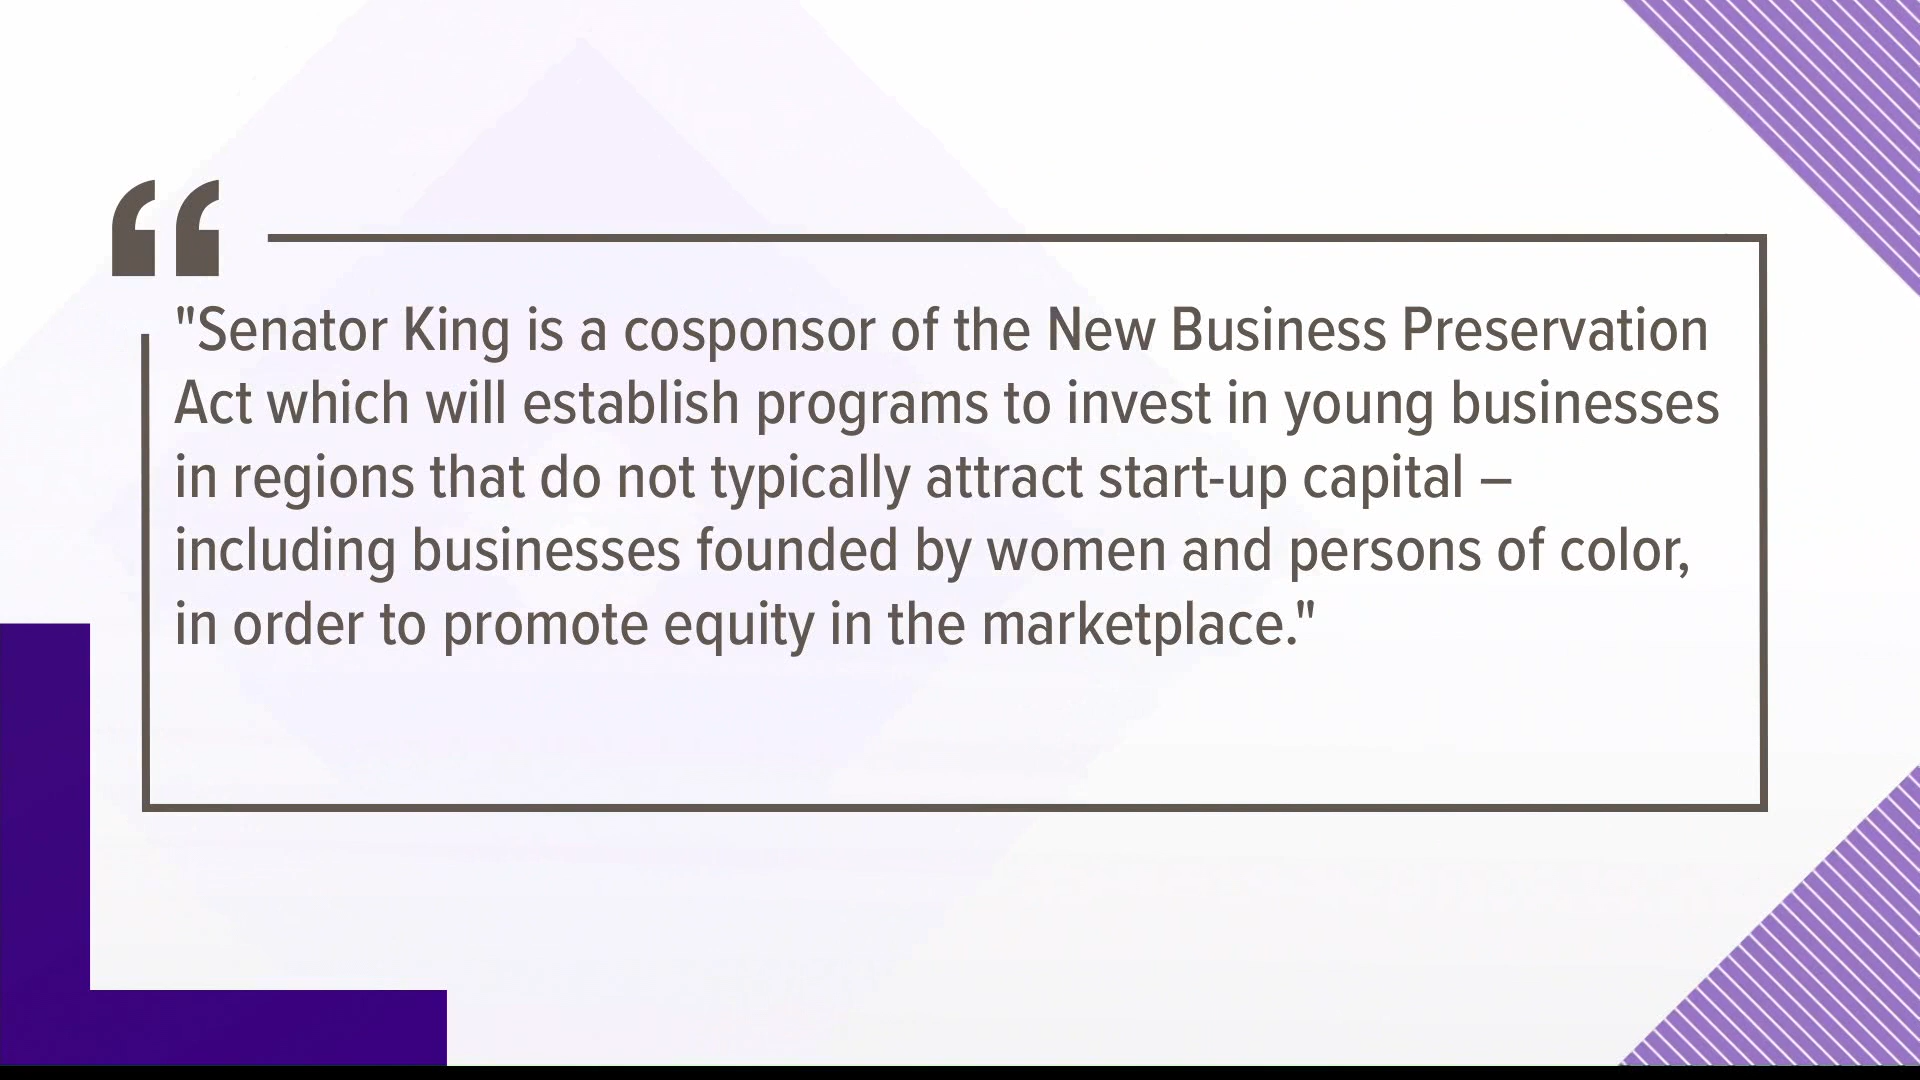 "Senator King is a cosponsor of the New Business Preservation
Act which will establish programs to invest in young businesses
in regions that do not typically attract start-up capital –
including businesses founded by women and persons of color,
in order to promote equity in the marketplace."